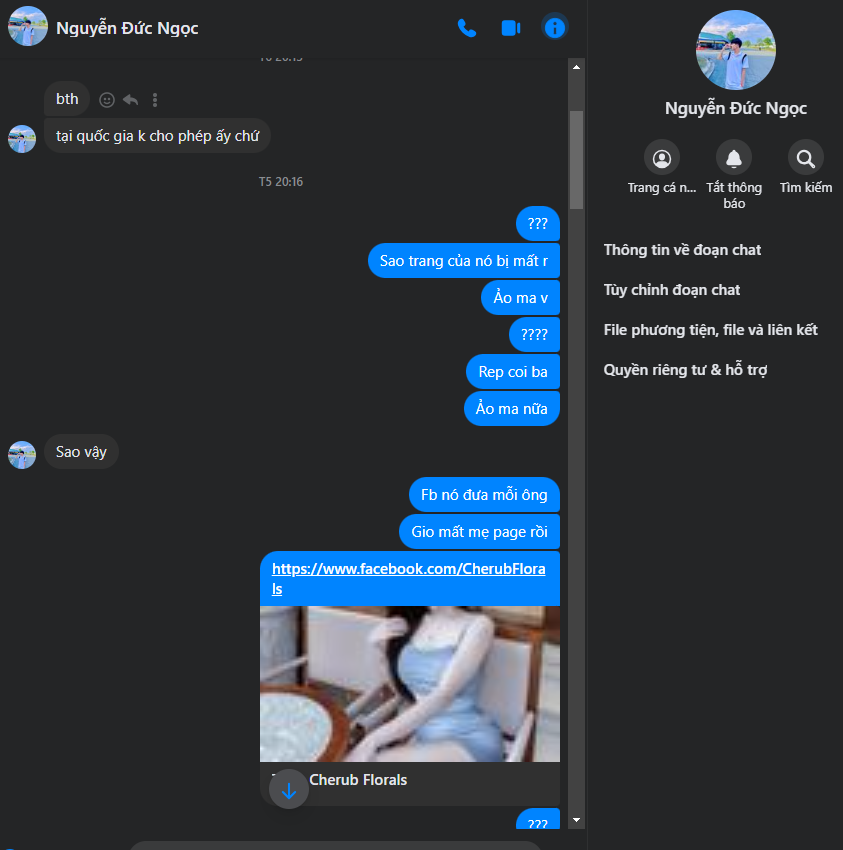 Nguyễn Đức Ngọc
bth
tại quốc gia k cho phép ấy chứ
T5 20:16
???
Sao trang của nó bị mất r
Ảo ma v
????
Rep coi ba
Ảo ma nữa
Sao vậy
Fb nó đưa mỗi ông
Gio mất mẹ page rồi
https://www.facebook.com/CherubFlora
ls
Cherub Florals
???
Nguyễn Đức Ngọc
Trang cá n...
Tắt thông
báo
Tìm kiếm
Thông tin về đoạn chat
Tùy chỉnh đoạn chat
File phương tiện, file và liên kết
Quyền riêng tư & hỗ trợ